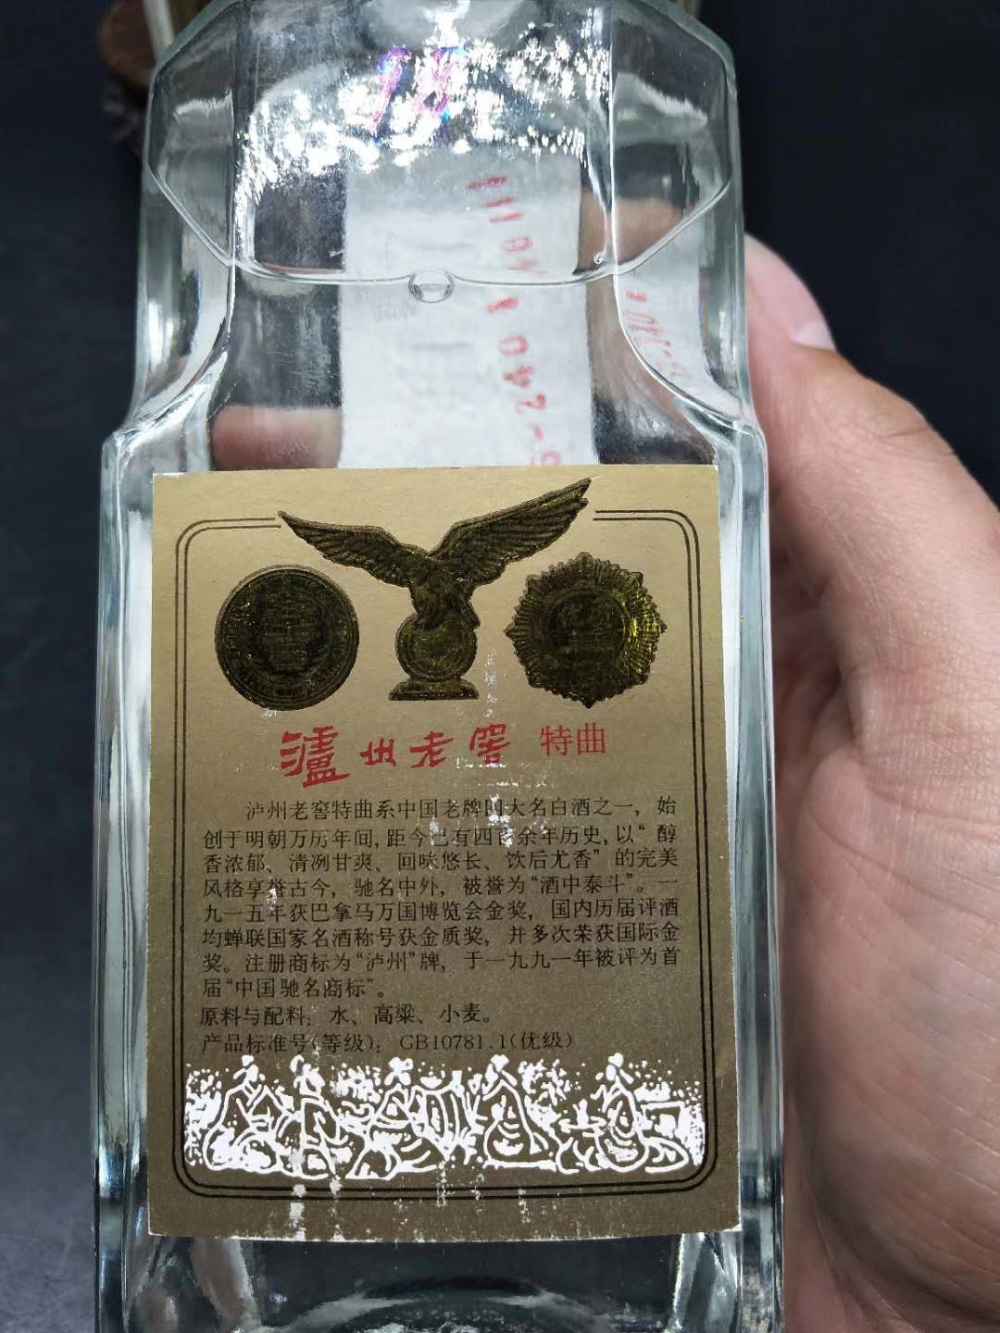 泸州老窖 特曲
泸州老窖特曲系中国老牌四大名白酒之一，始
创于明朝万历年间，距今已有四百余年历史，以“醇
香浓郁、清冽甘爽、回味悠长、饮后尤香”的完美
风格享誉古今，驰名中外，被誉为“酒中泰斗”。一
九一五年获巴拿马万国博览会金奖，国内历届评酒
均蝉联国家名酒称号获金质奖，并多次荣获国际金
奖。注册商标为“泸州”牌，于一九九一年被评为首
届“中国驰名商标”。
原料与配料：水、高粱、小麦。
产品标准号(等级)：GB10781.1(优级)